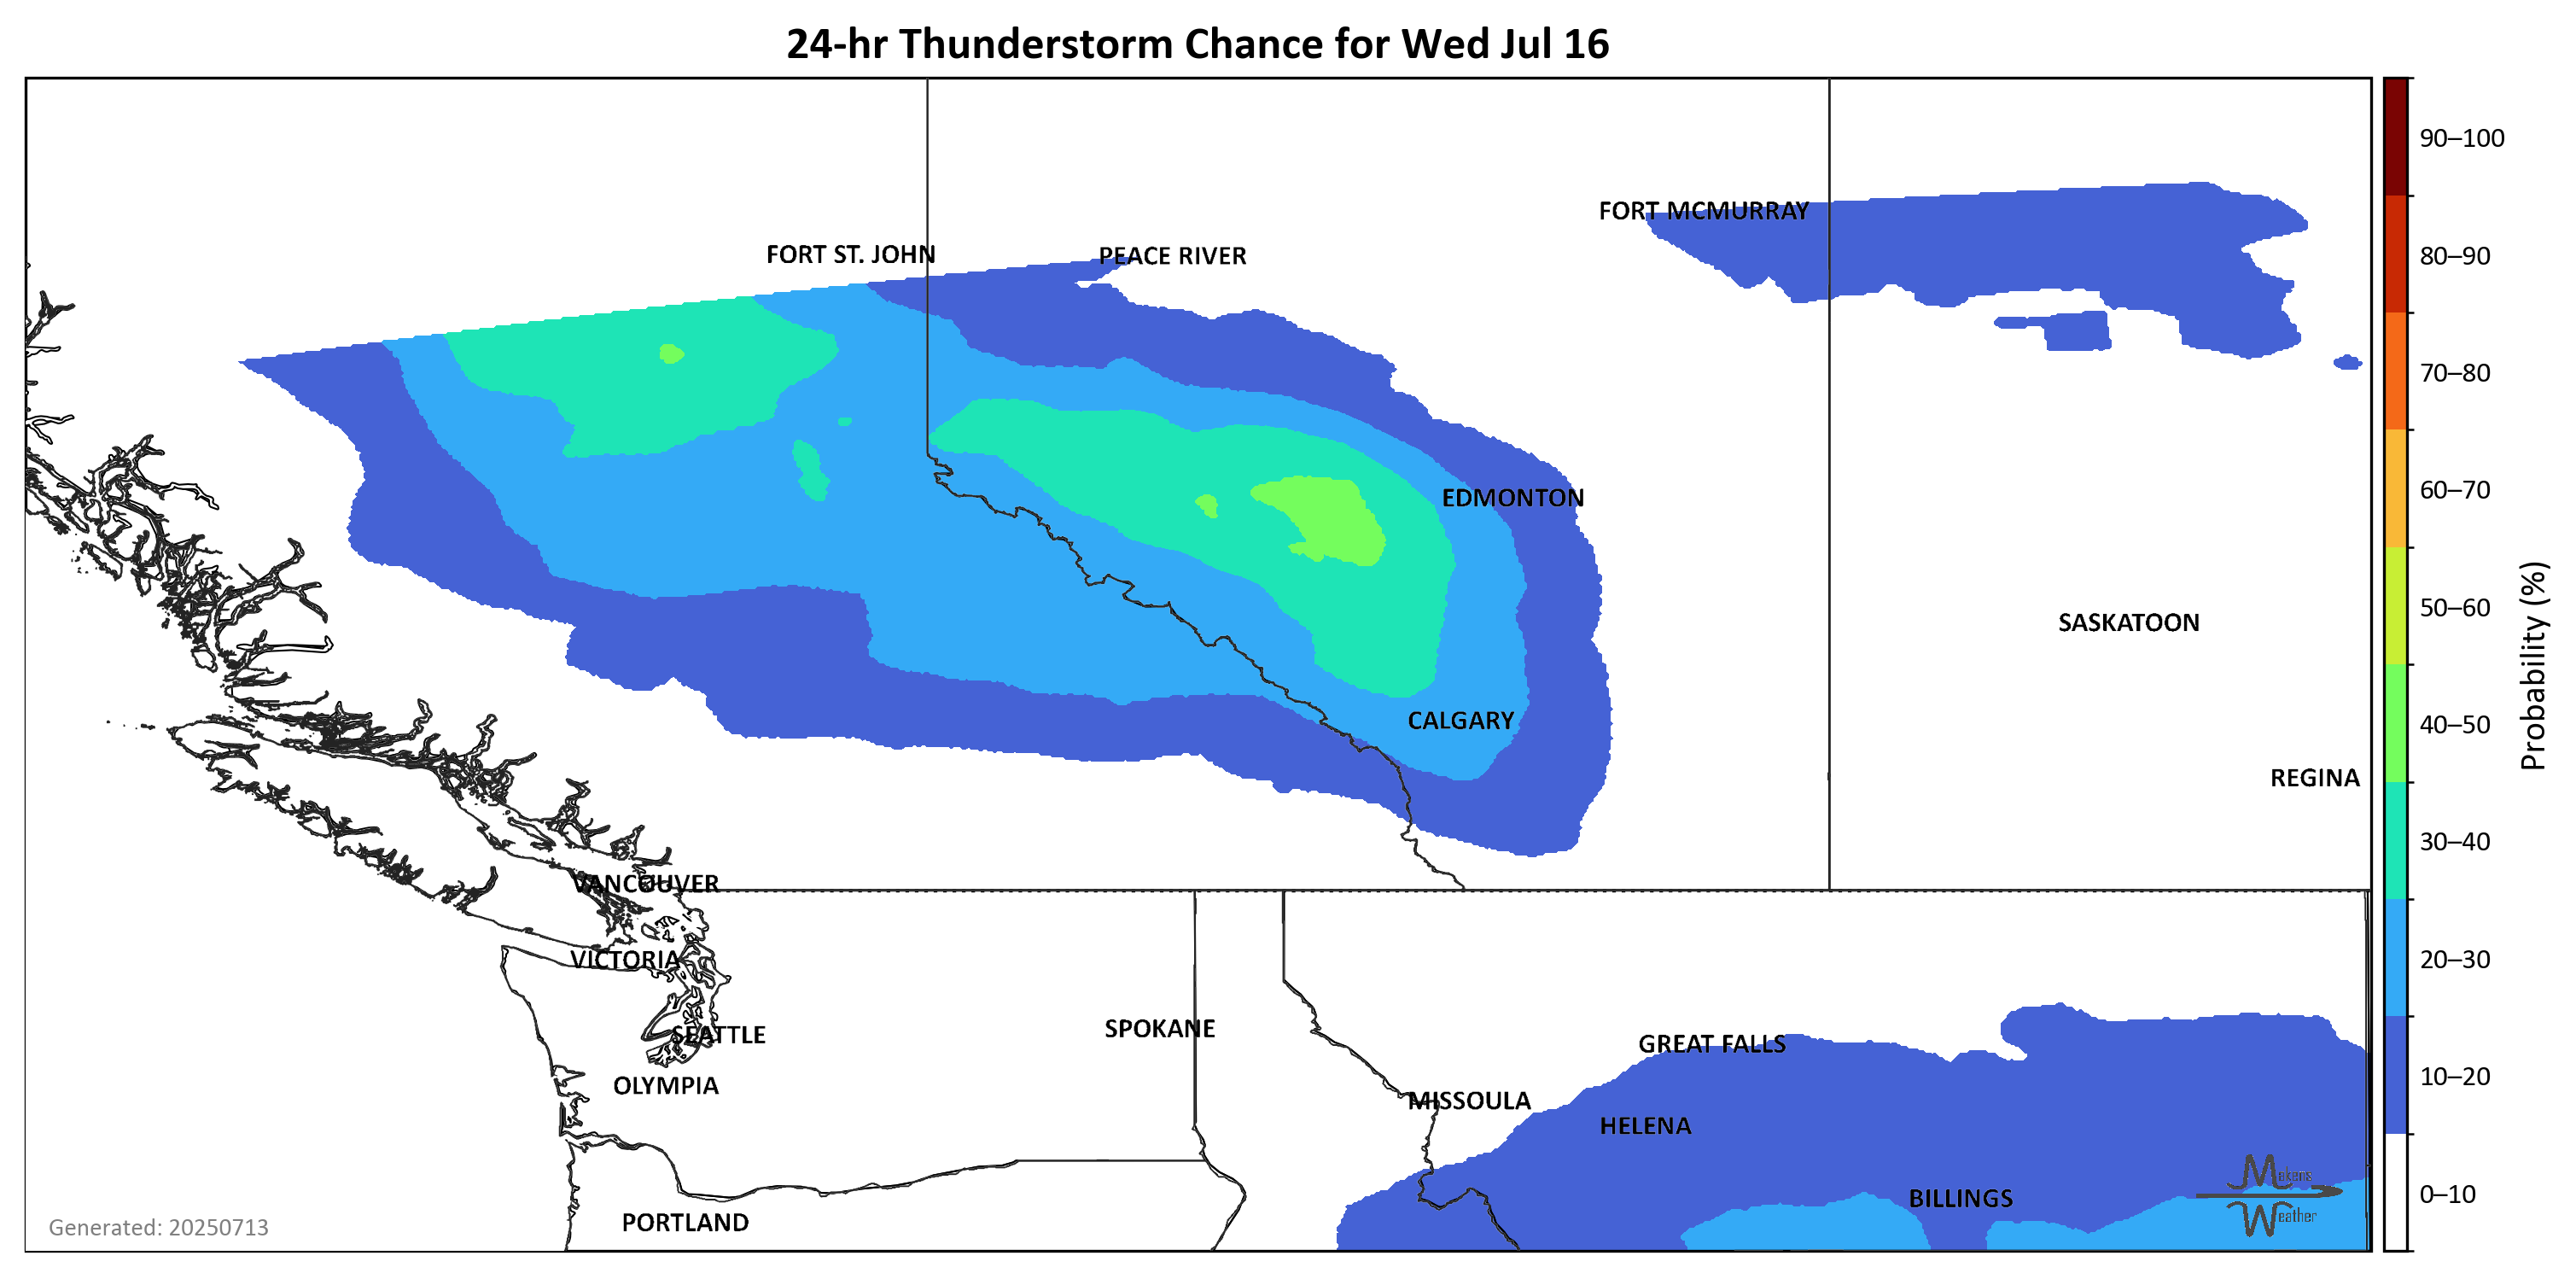 24-hr Thunderstorm Chance for Wed Jul 16
90–100
FORT MCMURRAY
FORT ST. JOHN
PEACE RIVER
80–90
70–80
EDMONTON
60–70
SASKATOON
50–60
CALGARY
40–50
REGINA
Probability (%)
30–40
VANCOUVER
VICTORIA
20–30
SPOKANE
SEATTLE
GREAT FALLS
OLYMPIA
10–20
MISSOULA
HELENA
Mekens
BILLINGS
0–10
Weather
PORTLAND
Generated: 20250713